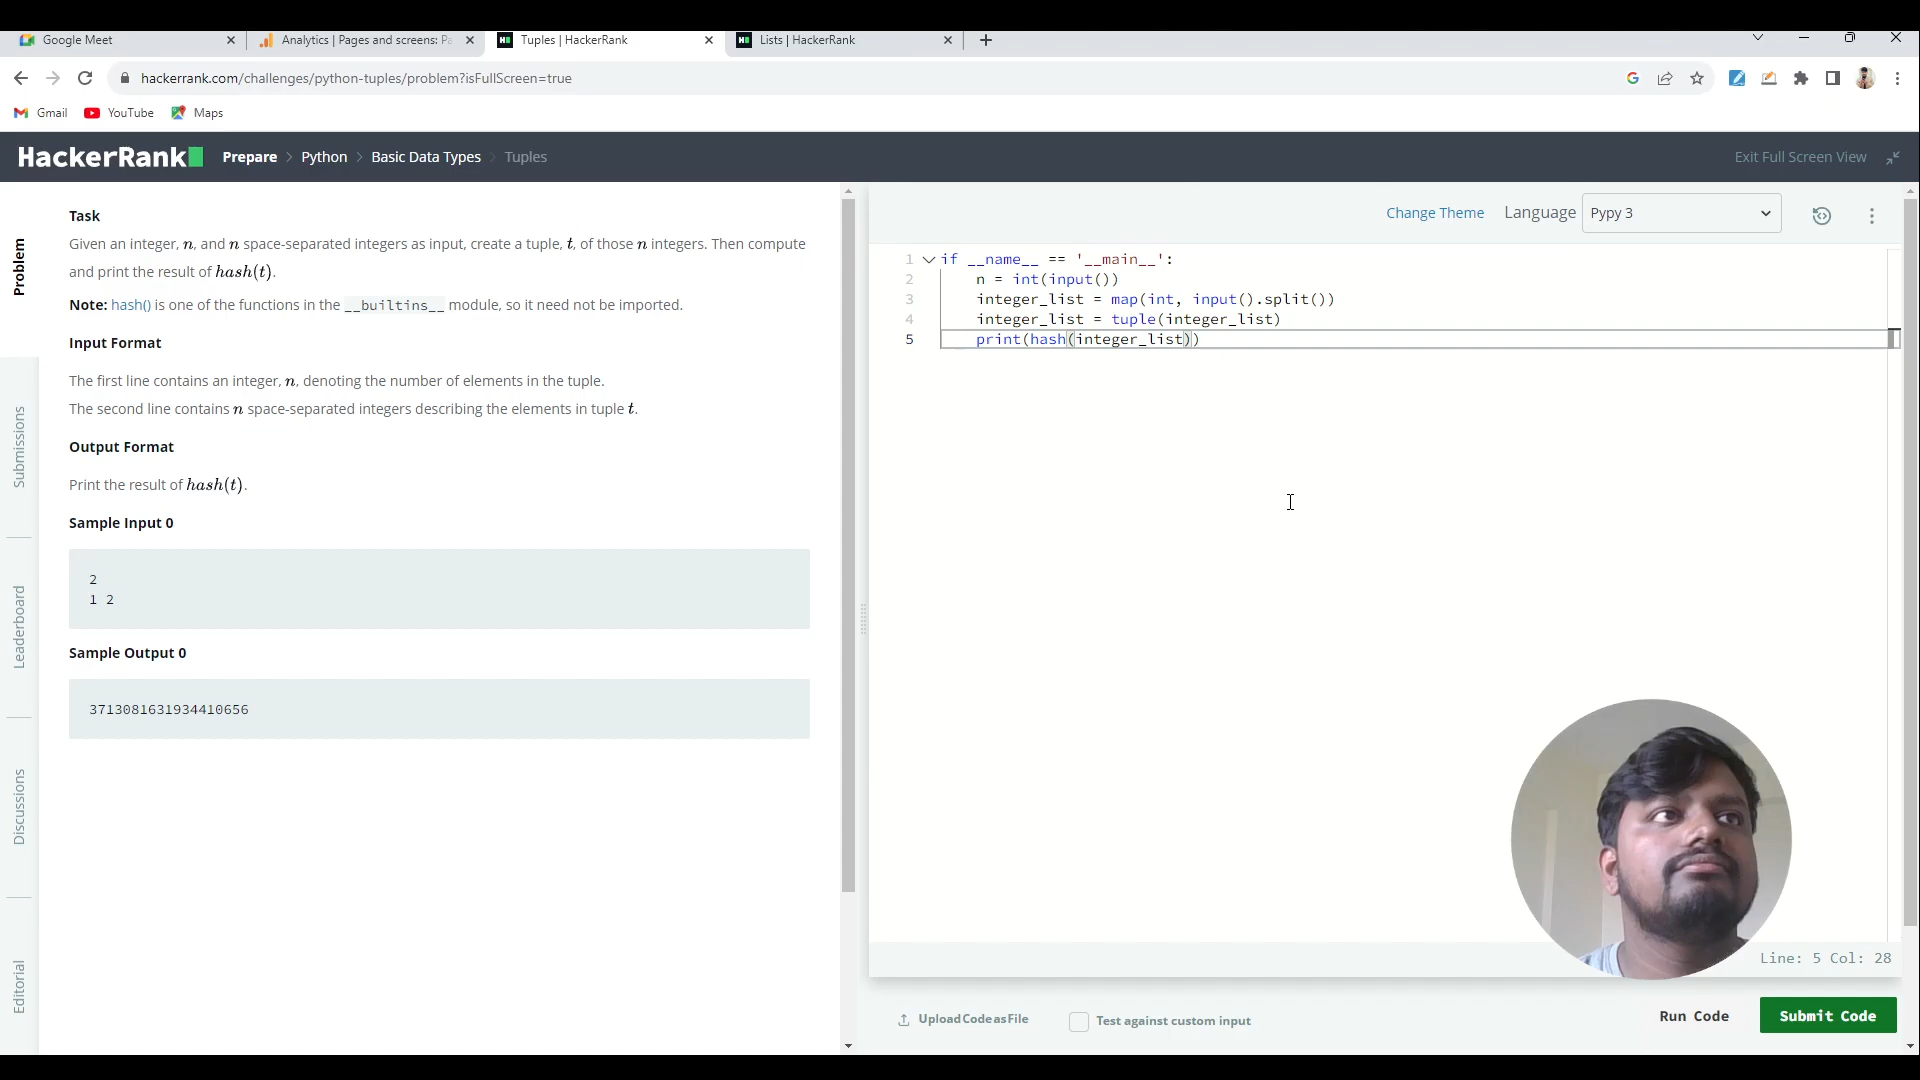 Google Meet
Analytics | Pages and screens: Pa
Tuples | HackerRank
Lists | HackerRank
hackerrank.com/challenges/python-tuples/problem?isFullScreen=true
Gmail
YouTube
Maps
HackerRank
Prepare > Python > Basic Data Types > Tuples
Exit Full Screen View
Problem
Submissions
Leaderboard
Discussions
Editorial
Task
Given an integer, n, and n space-separated integers as input, create a tuple, t, of those n integers. Then compute
and print the result of hash(t).
Note: hash() is one of the functions in the __builtins__ module, so it need not be imported.
Input Format
The first line contains an integer, n, denoting the number of elements in the tuple.
The second line contains n space-separated integers describing the elements in tuple t.
Output Format
Print the result of hash(t).
Sample Input 0
2
1 2
Sample Output 0
3713081631934410656
Change Theme
Language
Pypy 3
1 if __name__ == '__main__':
2 n = int(input())
3 integer_list = map(int, input().split())
4 integer_list = tuple(integer_list)
5 print(hash(integer_list))
Line: 5 Col: 28
Upload Code as File
Test against custom input
Run Code
Submit Code